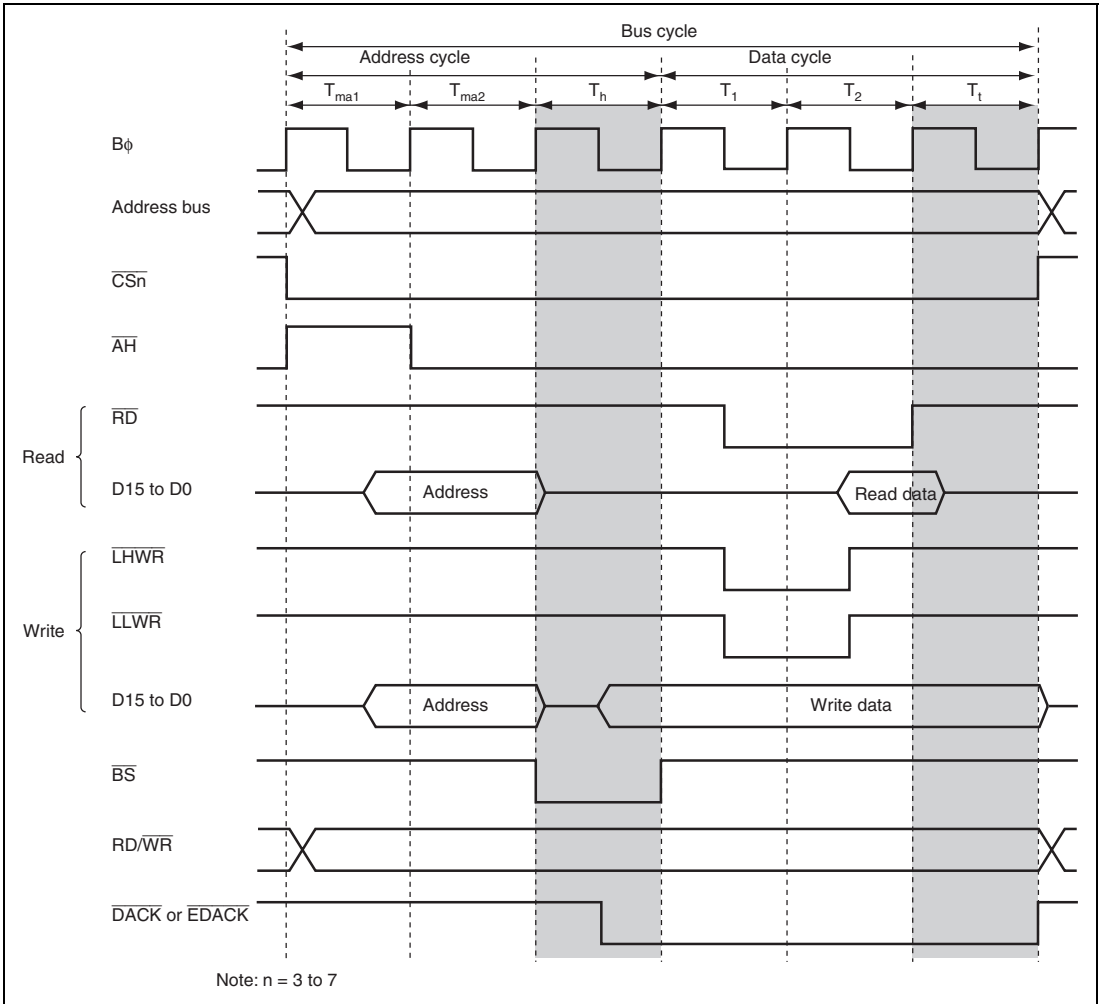 Bus cycle
Address cycle Data cycle
Tma1 Tma2 Th T1 T2 Tt
Bϕ
Address bus
CSn
AH
Read
RD
D15 to D0 Address Read data
Write
LHWR
LLWR
D15 to D0 Address Write data
BS
RD/WR
DACK or EDACK
Note: n = 3 to 7